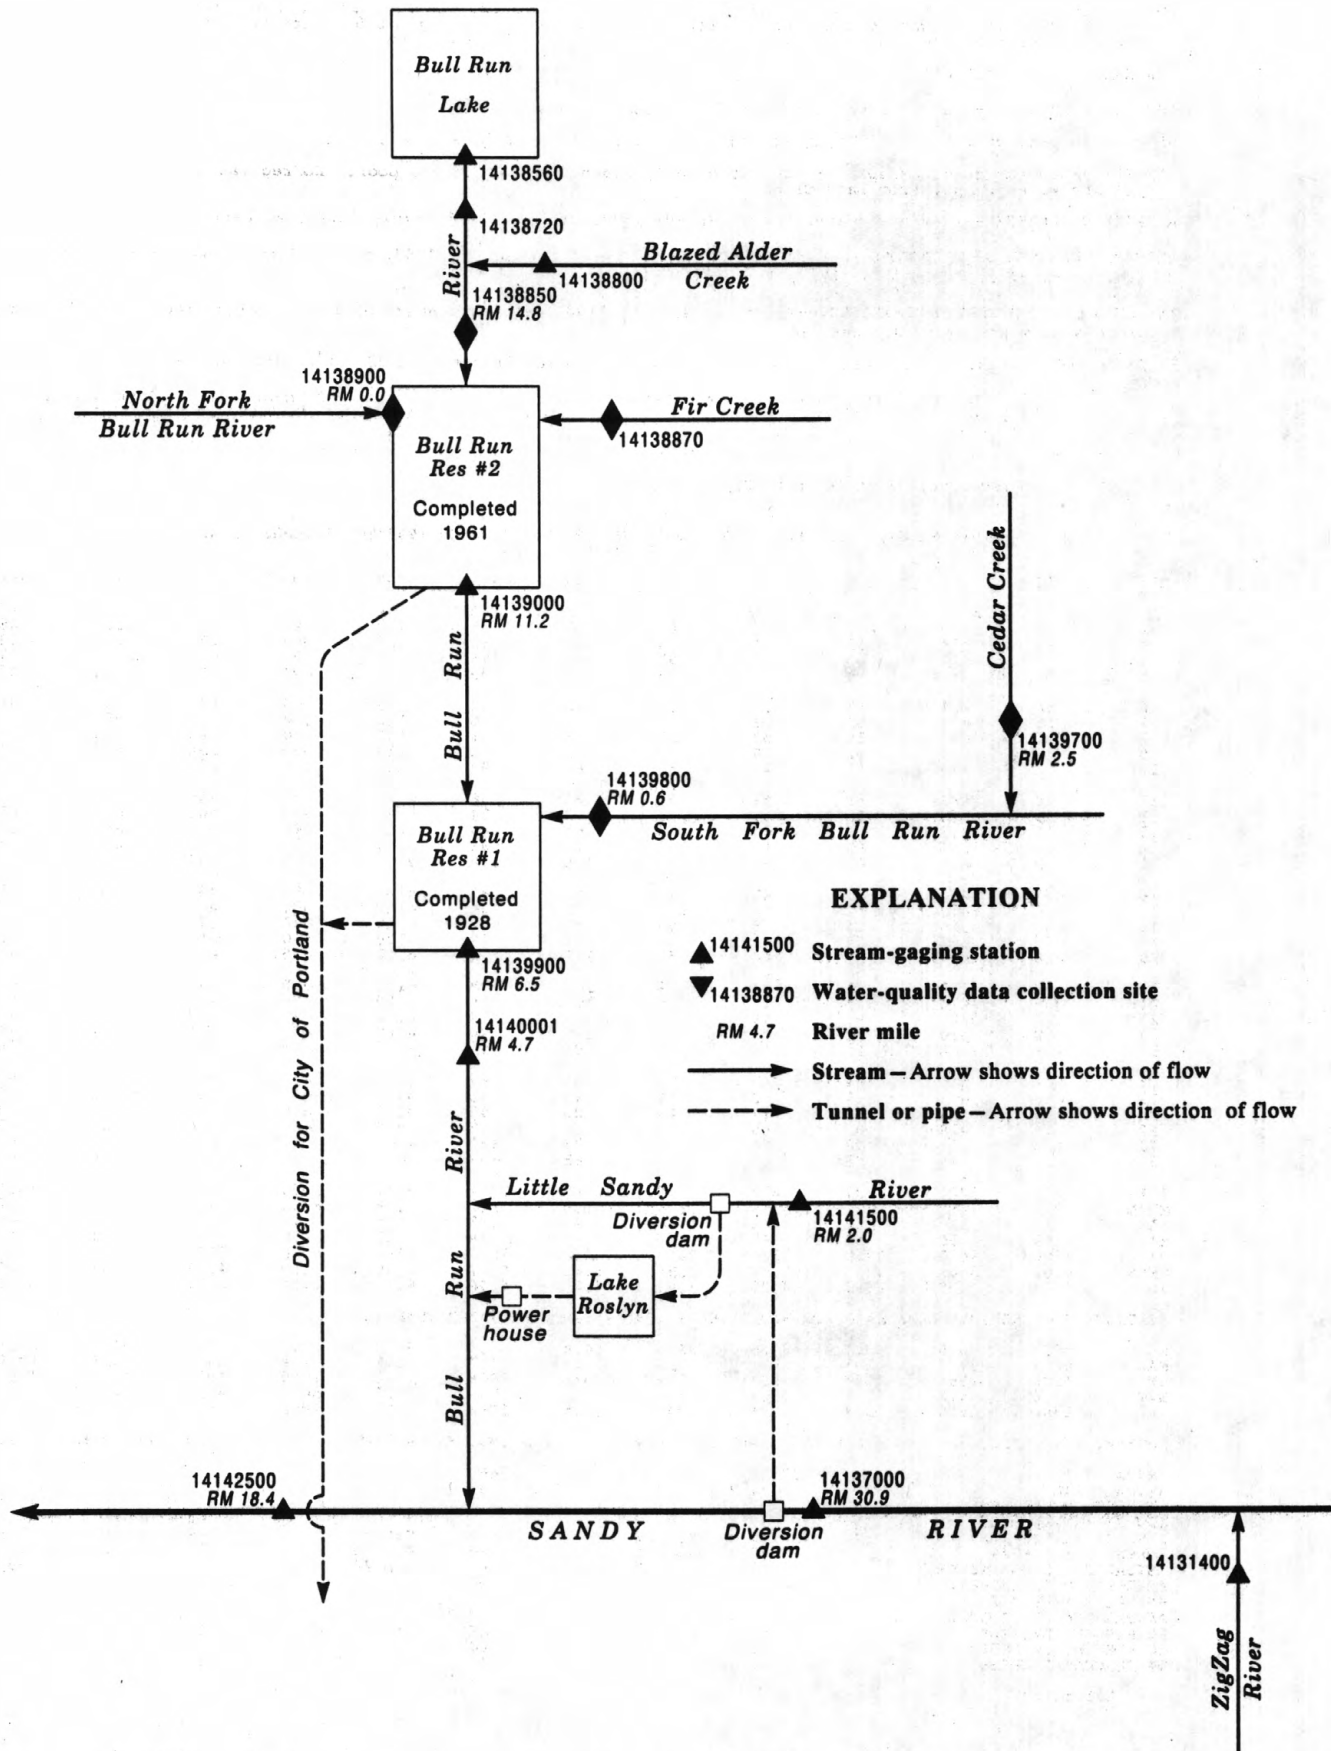 Bull Run
Lake
14138560
14138720
River
Blazed Alder
Creek
14138800
14138850
RM 14.8
14138900
RM 0.0
North Fork
Bull Run River
Fir Creek
14138870
Bull Run
Res #2
Completed
1961
14139000
RM 11.2
Bull Run
Cedar Creek
14139700
RM 2.5
14139800
RM 0.6
South Fork Bull Run River
Bull Run
Res #1
Completed
1928
14139900
RM 6.5
14140001
RM 4.7
Diversion for City of Portland
EXPLANATION
14141500 Stream-gaging station
14138870 Water-quality data collection site
RM 4.7 River mile
Stream—Arrow shows direction of flow
Tunnel or pipe—Arrow shows direction of flow
Bull Run River
Little Sandy River
Diversion
dam
14141500
RM 2.0
Lake
Roslyn
Power
house
14142500
RM 18.4
14137000
RM 30.9
SANDY RIVER
Diversion
dam
14131400
ZigZag
River